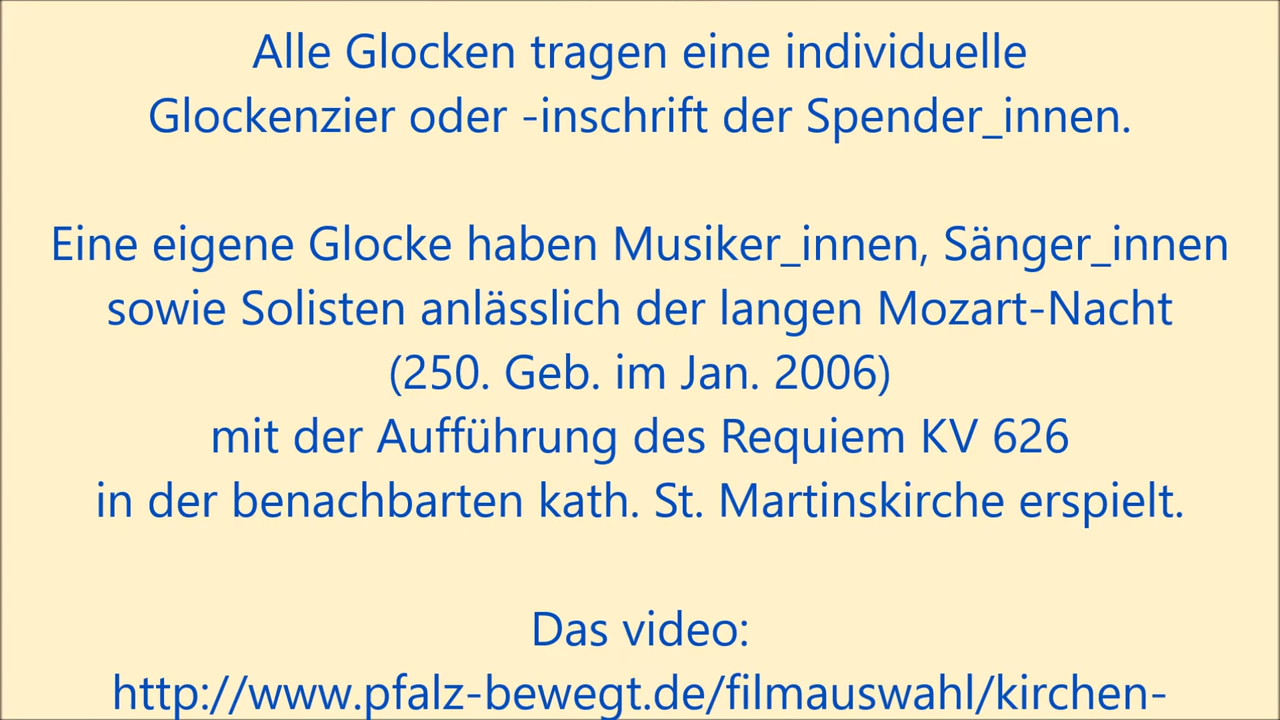 Alle Glocken tragen eine individuelle
Glockenzier oder -inschrift der Spender_innen.
Eine eigene Glocke haben Musiker_innen, Sänger_innen
sowie Solisten anlässlich der langen Mozart-Nacht
(250. Geb. im Jan. 2006)
mit der Aufführung des Requiem KV 626
in der benachbarten kath. St. Martinskirche erspielt.
Das video:
http://www.pfalz-bewegt.de/filmauswahl/kirchen-